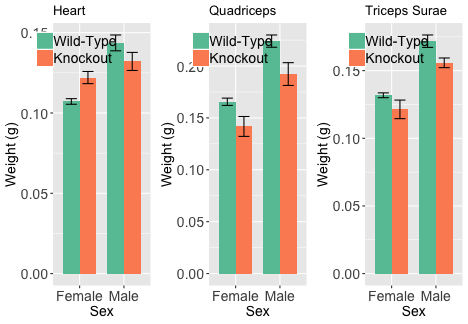 Heart
Wild-Type
Knockout
0.15
0.10
0.05
0.00
Weight (g)
Female Male
Sex
Quadriceps
Wild-Type
Knockout
0.20
0.15
0.10
0.05
0.00
Weight (g)
Female Male
Sex
Triceps Surae
Wild-Type
Knockout
0.15
0.10
0.05
0.00
Weight (g)
Female Male
Sex